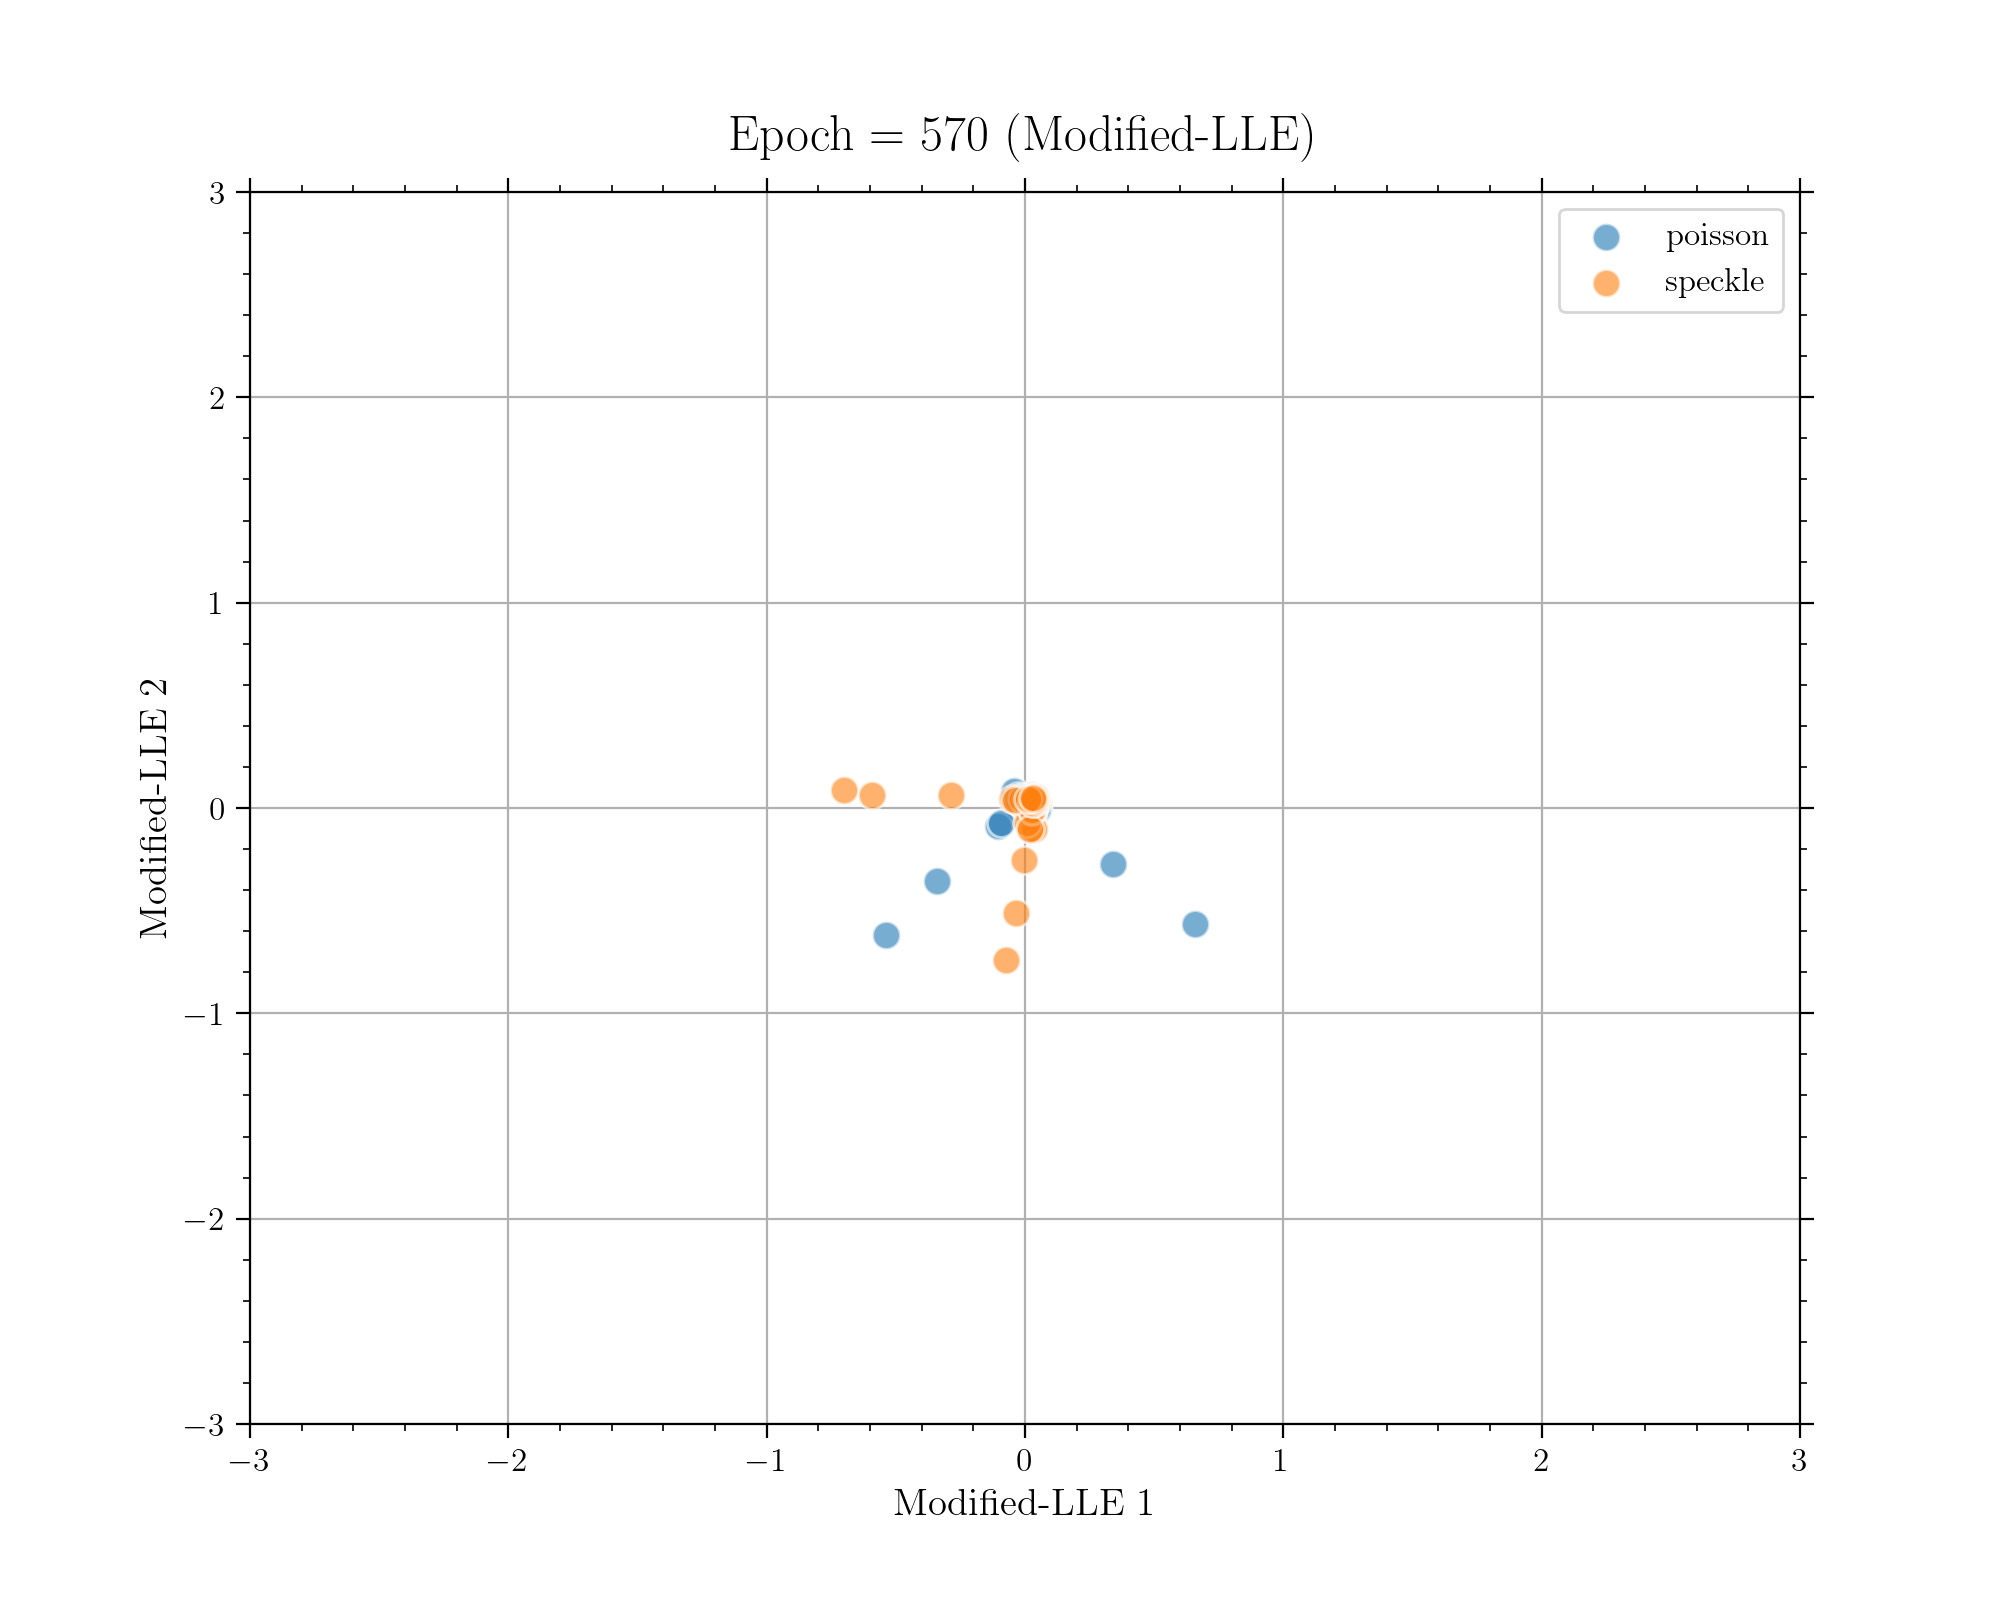 Epoch = 570 (Modified-LLE)
poisson
speckle
3
2
1
0
−1
−2
−3
Modified-LLE 2
−3 −2 −1 0 1 2 3
Modified-LLE 1